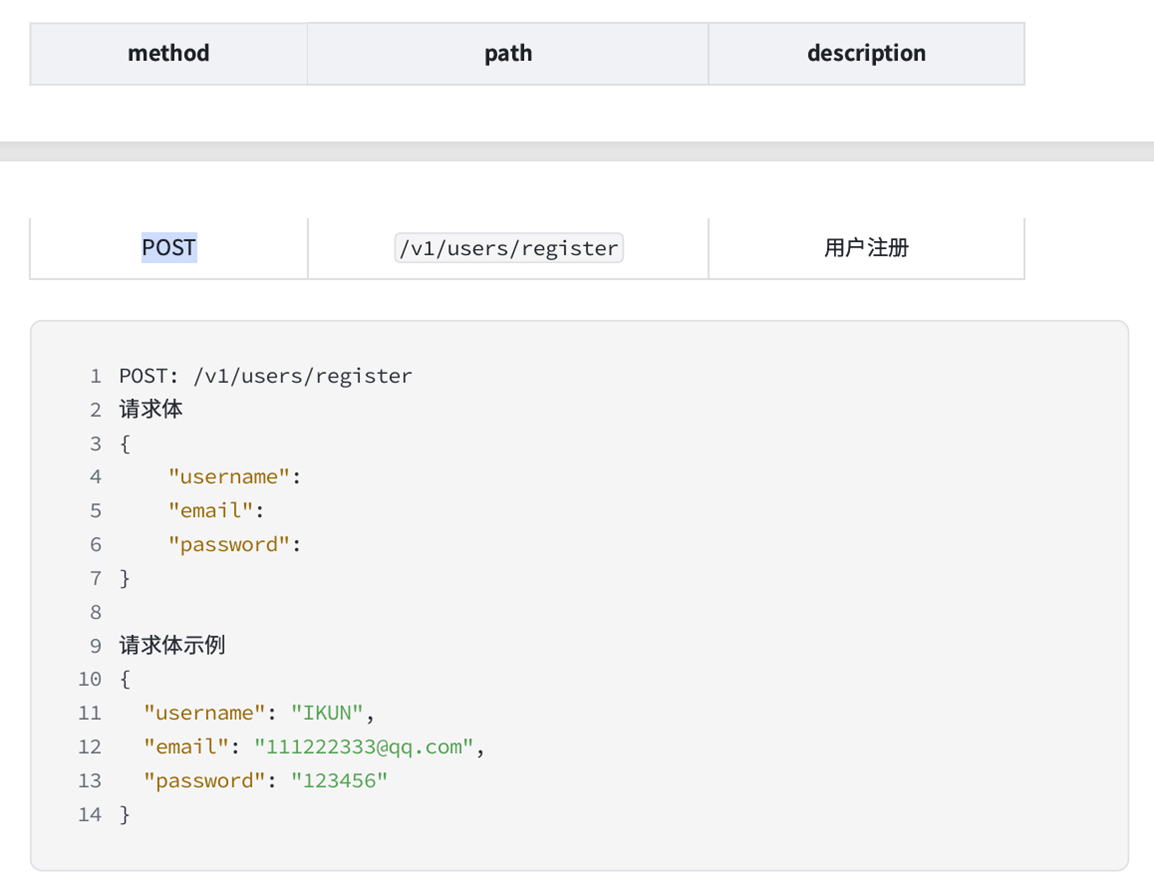 method path description
POST /v1/users/register 用户注册
1 POST: /v1/users/register
2 请求体
3 {
4     "username":
5     "email":
6     "password":
7 }
8
9 请求体示例
10 {
11   "username": "IKUN",
12   "email": "111222333@qq.com",
13   "password": "123456"
14 }